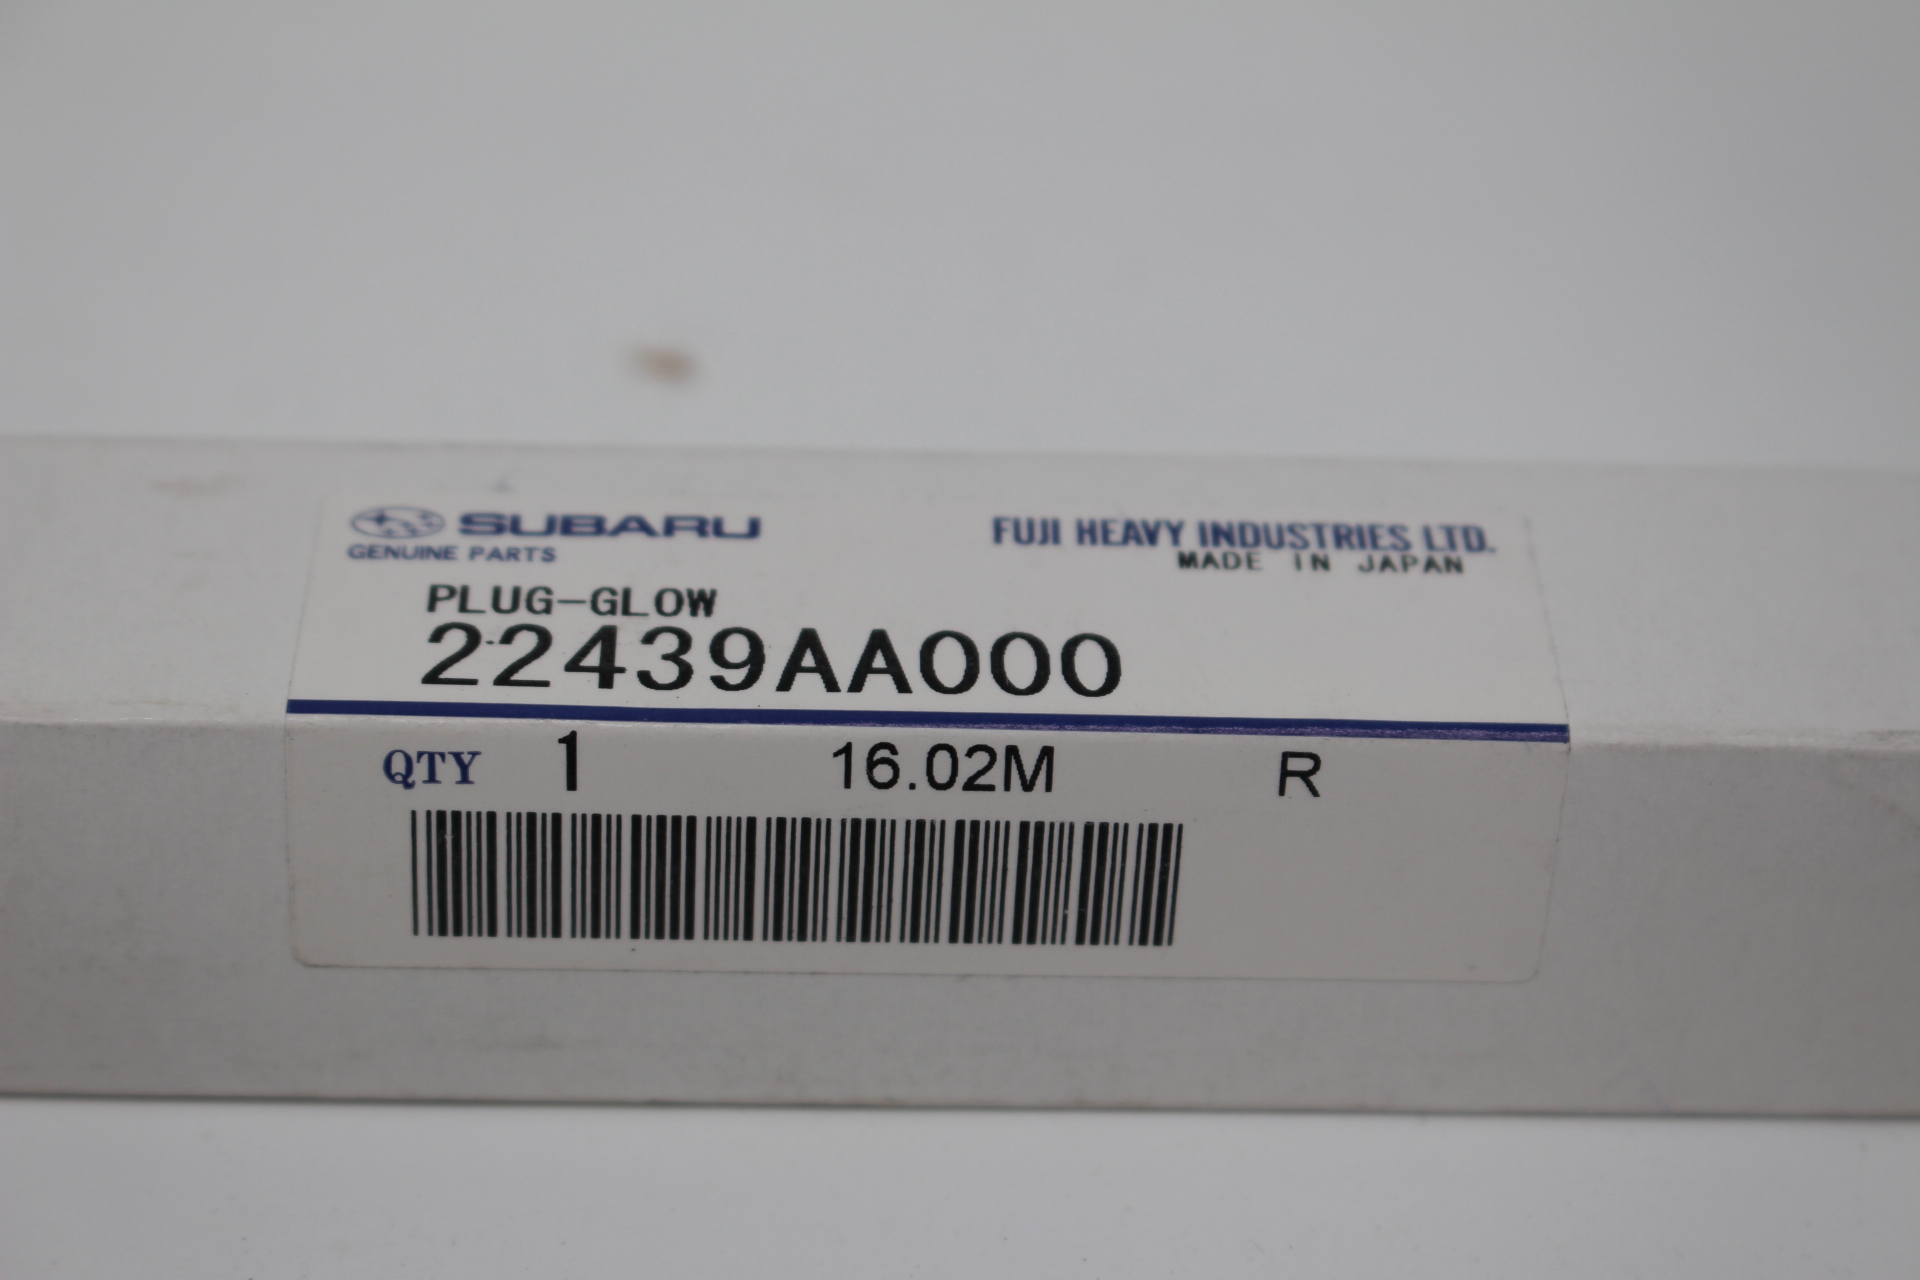 SUBARU
GENUINE PARTS
FUJI HEAVY INDUSTRIES LTD.
MADE IN JAPAN
PLUG-GLOW
22439AA000
QTY 1 16.02M R